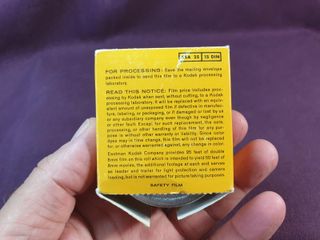 ASA 25 15 DIN
FOR PROCESSING: Save the mailing envelope
packed inside to send this film to a Kodak processing
laboratory.
READ THIS NOTICE: Film price includes proc-
essing by Kodak when sent, without cutting, to a Kodak
laboratory. It will be replaced with an equiv-
alent amount of unexposed film if defective in manu-
facture, labeling, or packaging, or if damaged or lost by us
or any subsidiary company even though by negligence
or other fault. Except for such replacement, the sale, proc-
essing, or other handling of this film for any pur-
pose is without other warranty or liability. Since color
dyes may in time change, this film will not be replaced
for, or otherwise warranted against, any change in color.
Eastman Kodak Company provides 25 feet of double
8mm film on this roll which is intended to yield 50 feet of
8mm movies, the additional footage at each end serves
as leader and trailer for light protection and camera
loading, but is not warranted for picture taking purposes.
SAFETY FILM